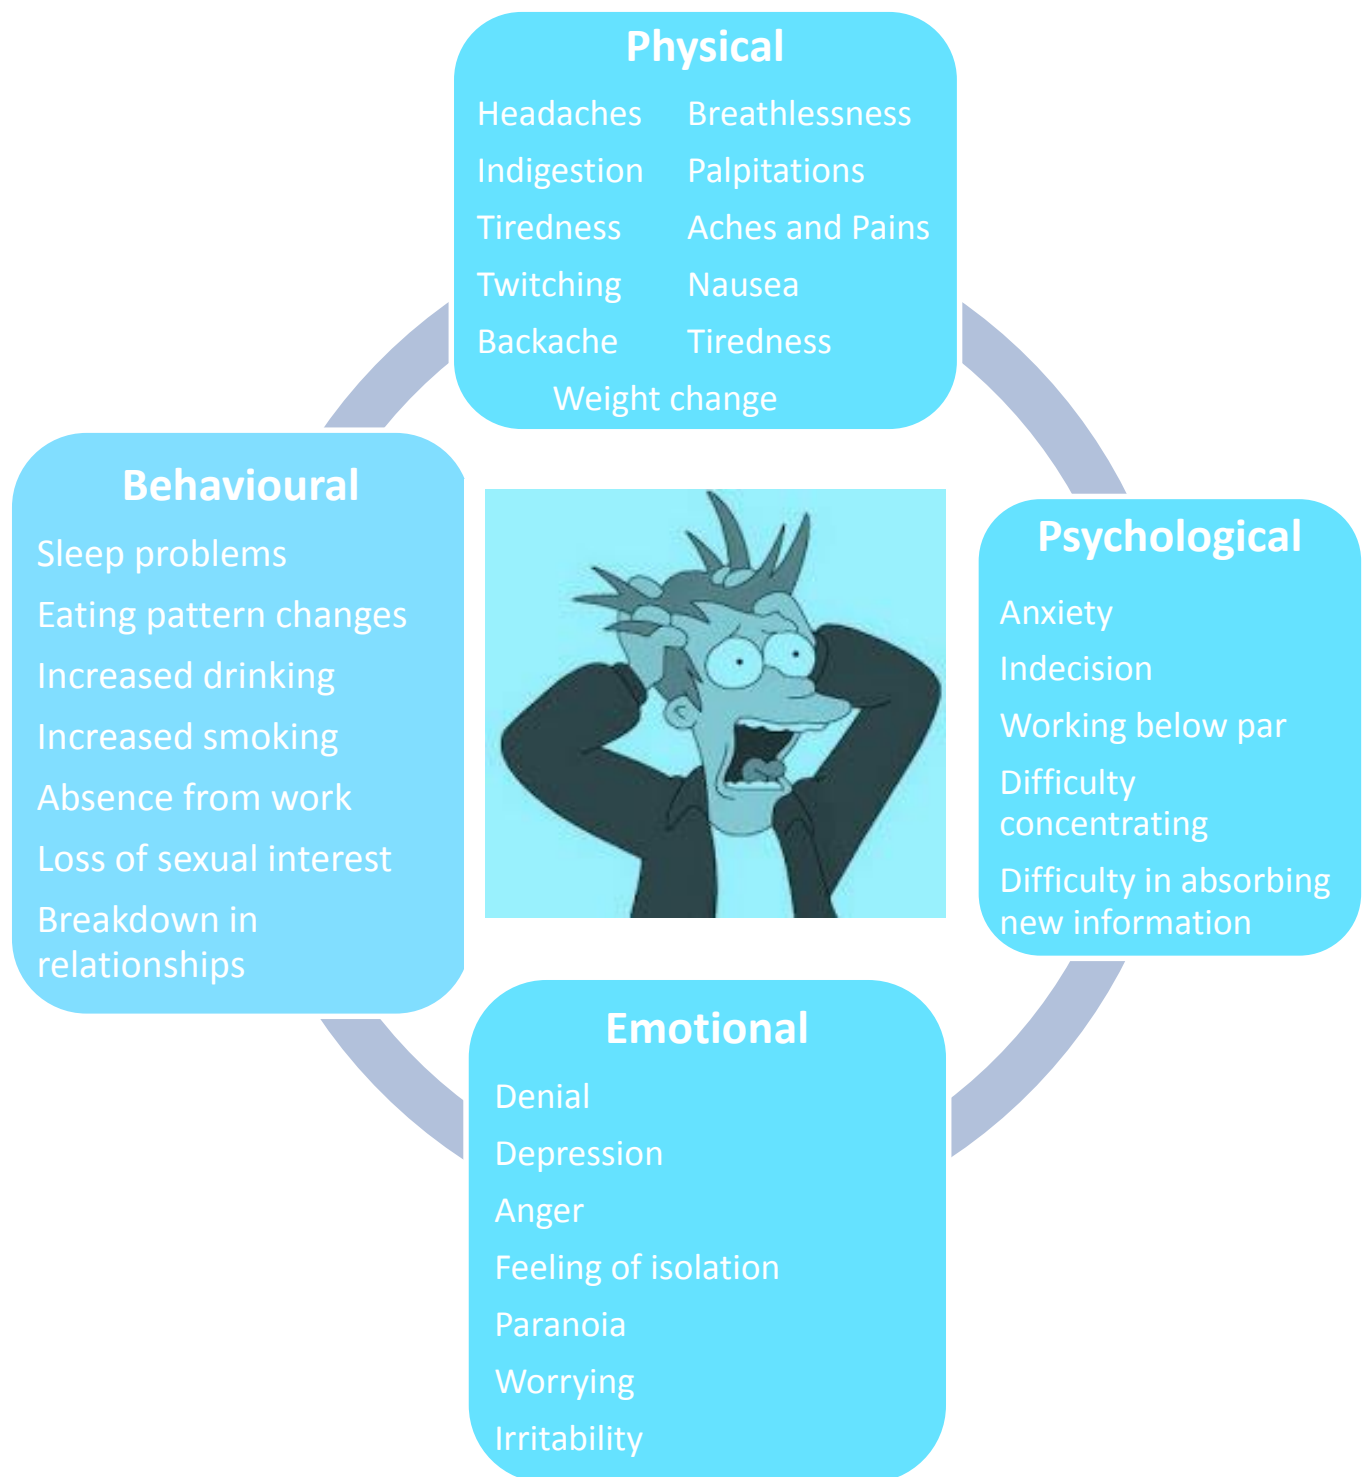 Physical
Headaches Breathlessness
Indigestion Palpitations
Tiredness Aches and Pains
Twitching Nausea
Backache Tiredness
Weight change
Behavioural
Sleep problems
Eating pattern changes
Increased drinking
Increased smoking
Absence from work
Loss of sexual interest
Breakdown in
relationships
Psychological
Anxiety
Indecision
Working below par
Difficulty
concentrating
Difficulty in absorbing
new information
Emotional
Denial
Depression
Anger
Feeling of isolation
Paranoia
Worrying
Irritability